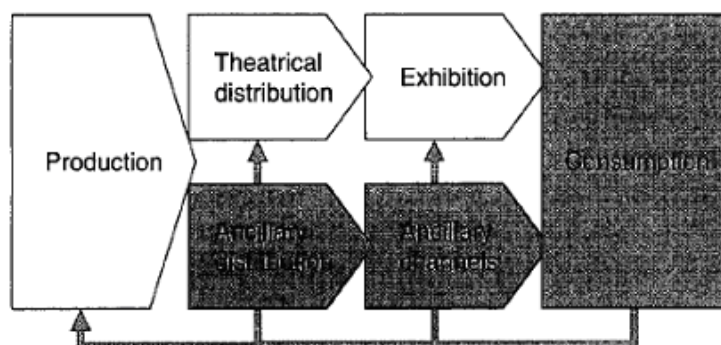 Theatrical
distribution
Exhibition
Production
Consumption
Ancillary
distribution
Ancillary
channels